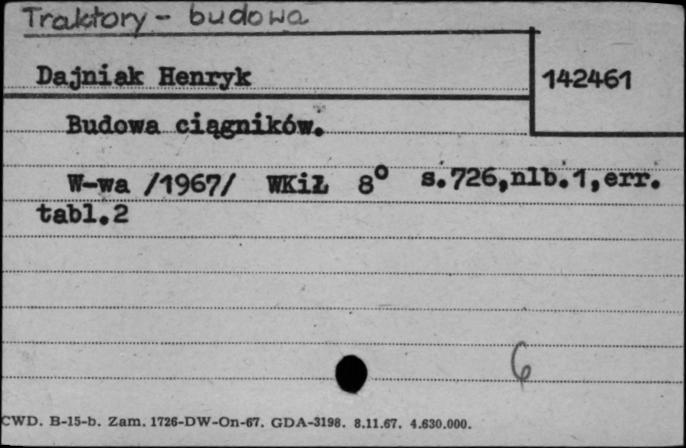 Traktory - budowa
Dajniak Henryk
142461
Budowa ciągników.
W-wa /1967/ WKiŁ 8° s.726,nlb.1,err.
tabl.2
6
CWD. B-15-b. Zam. 1726-DW-On-67. GDA-3198. 8.11.67. 4.630.000.